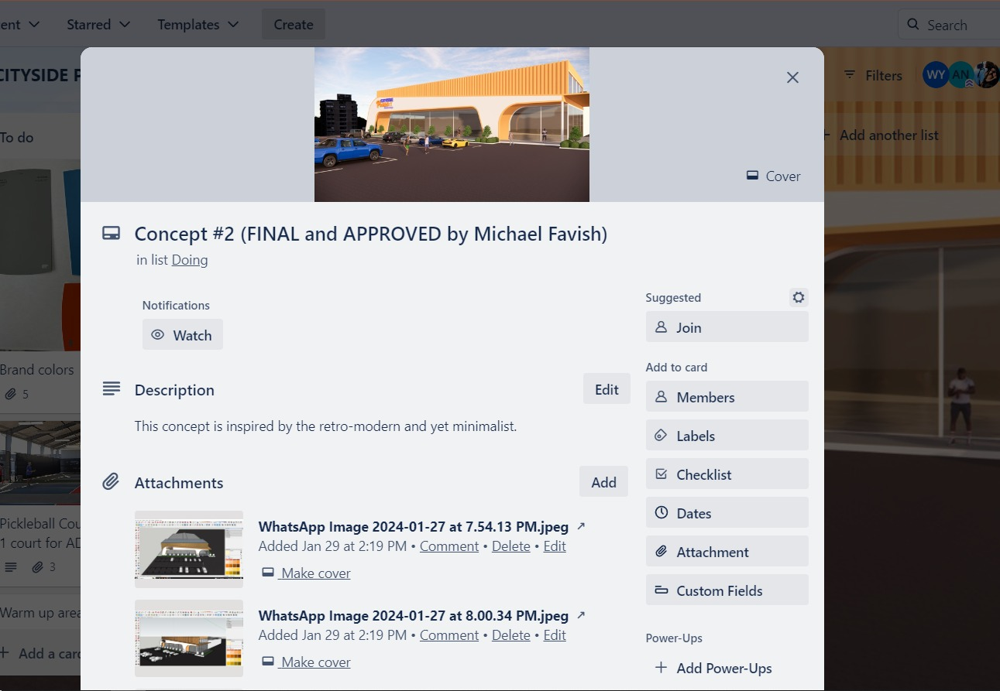 ent
Starred
Templates
Create
Search
CITYSIDE P
Filters
WY
AN
To do
Add another list
CITYSIDE
Cover
Concept #2 (FINAL and APPROVED by Michael Favish)
in list Doing
Notifications
Watch
Suggested
Join
Add to card
Members
Labels
Checklist
Dates
Attachment
Custom Fields
Power-Ups
Add Power-Ups
Description
Edit
This concept is inspired by the retro-modern and yet minimalist.
Attachments
Add
WhatsApp Image 2024-01-27 at 7.54.13 PM.jpeg
Added Jan 29 at 2:19 PM • Comment • Delete • Edit
Make cover
WhatsApp Image 2024-01-27 at 8.00.34 PM.jpeg
Added Jan 29 at 2:19 PM • Comment • Delete • Edit
Make cover
Brand colors
5
Pickleball Cou
1 court for AD
3
Warm up area
Add a card